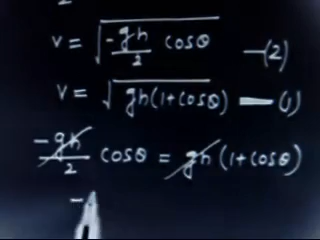 v = √(-gh/2 cosθ) —(2)
v = √(gh(1+cosθ)) —(1)
-gh/2 cosθ = gh (1+cosθ)
-